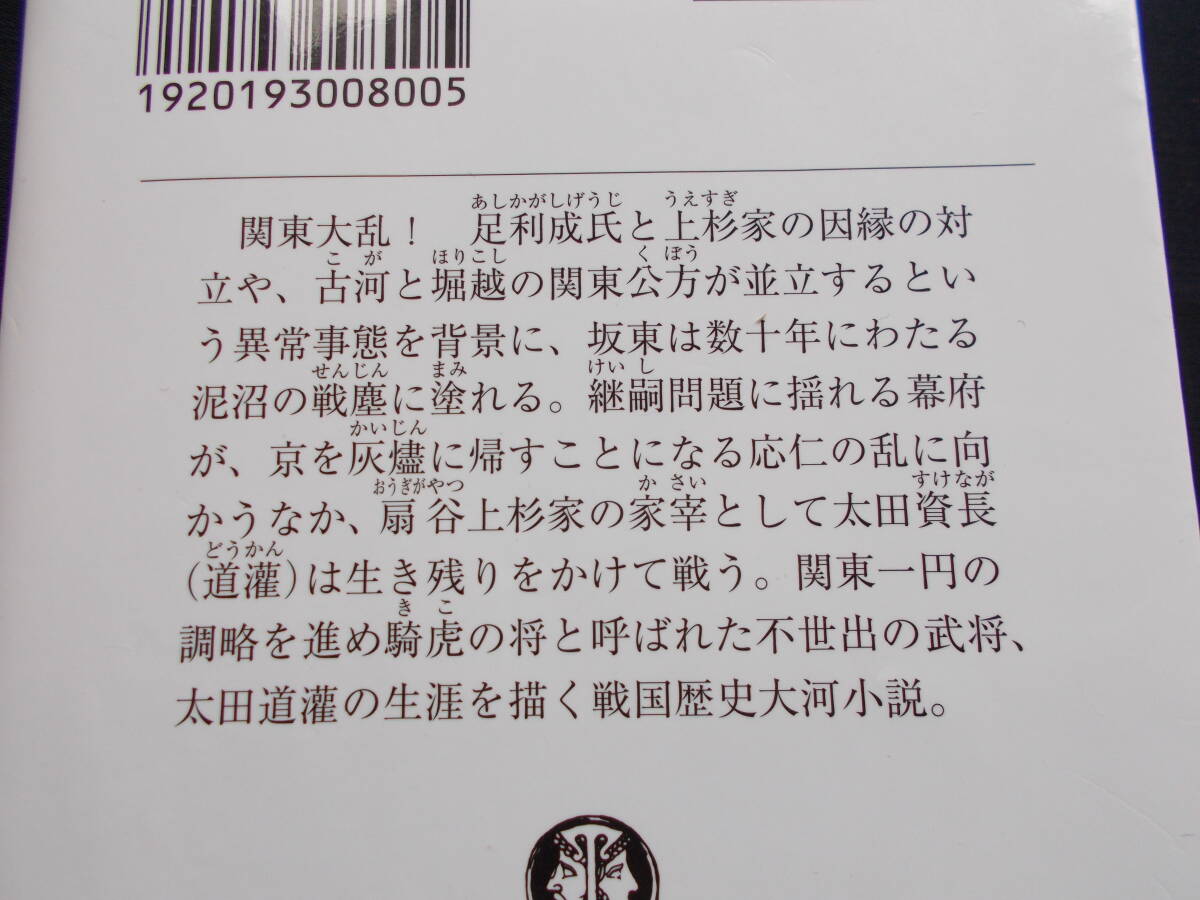 1920193008005
関東大乱！　足利成氏と上杉家の因縁の対
立や、古河と堀越の関東公方が並立するとい
う異常事態を背景に、坂東は数十年にわたる
泥沼の戦塵に塗れる。継嗣問題に揺れる幕府
が、京を灰燼に帰すことになる応仁の乱に向
かうなか、扇谷上杉家の家宰として太田資長
（道灌）は生き残りをかけて戦う。関東一円の
調略を進め騎虎の将と呼ばれた不世出の武将、
太田道灌の生涯を描く戦国歴史大河小説。